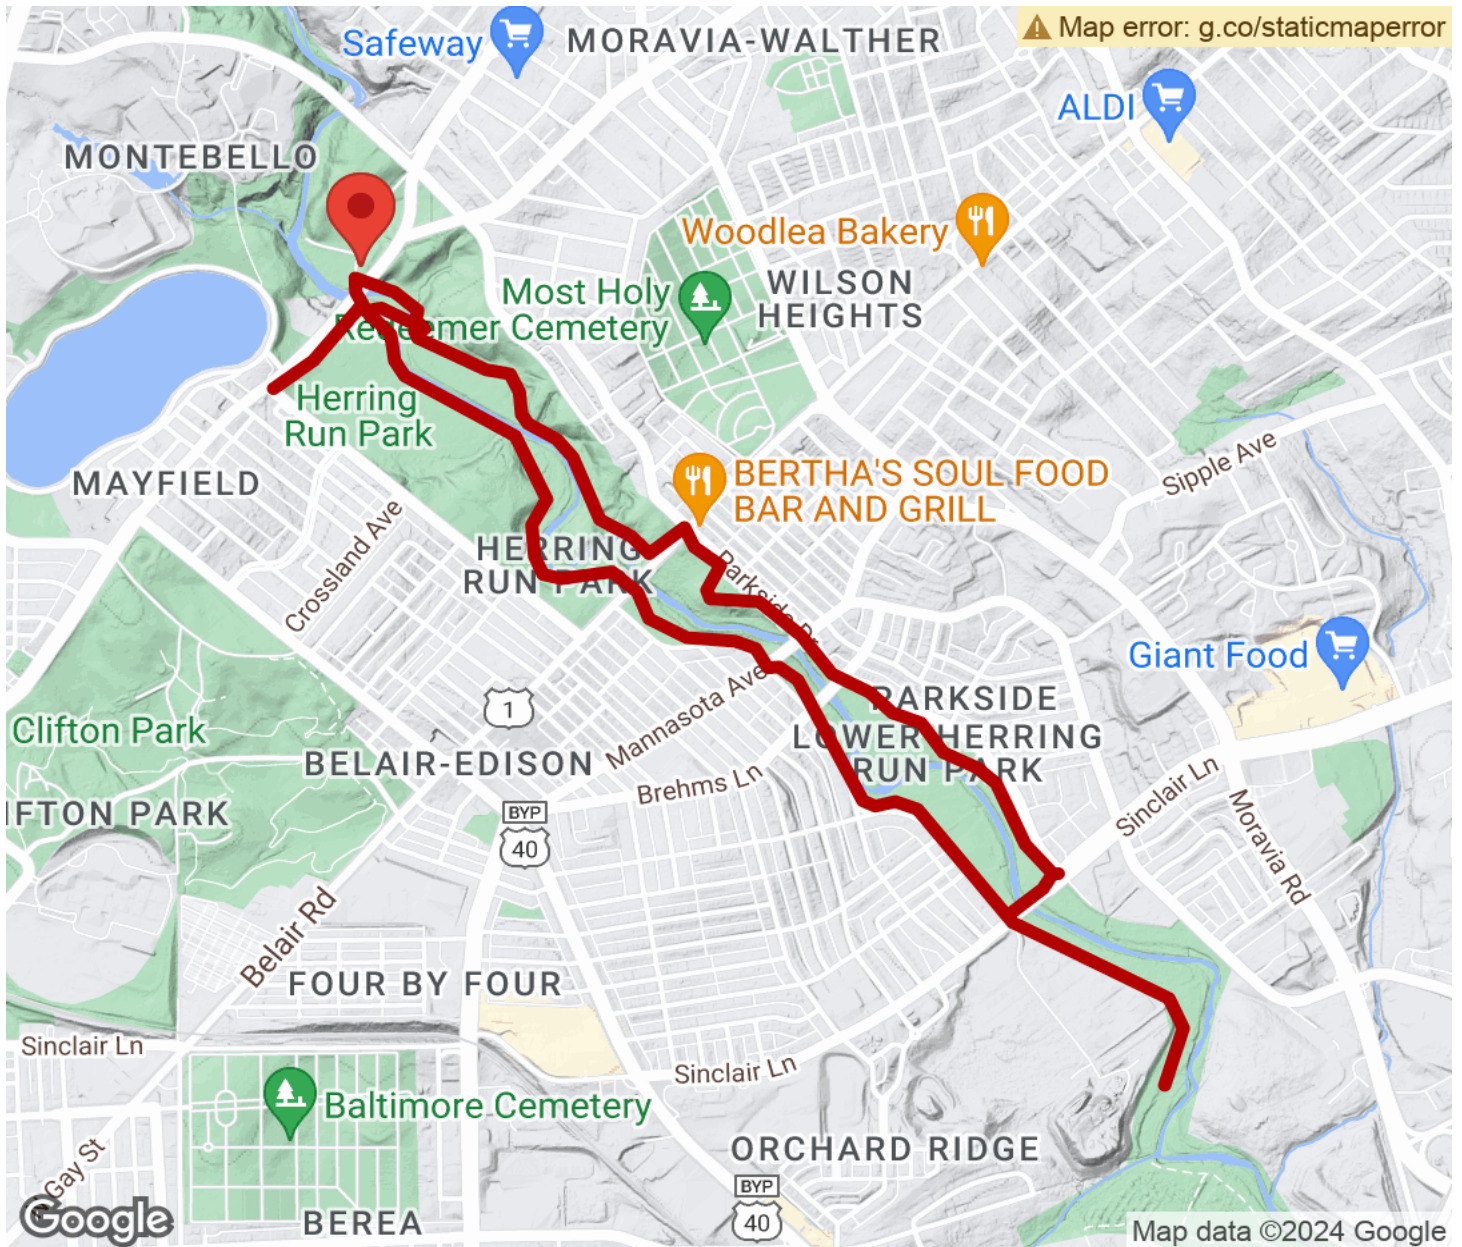 Map error: g.co/staticmaperror
Safeway
MORAVIA-WALTHER
ALDI
MONTEBELLO
Woodlea Bakery
Most Holy
Redeemer Cemetery
WILSON
HEIGHTS
Herring
Run Park
MAYFIELD
BERTHA'S SOUL FOOD
BAR AND GRILL
Sipple Ave
Crossland Ave
HERRING
RUN PARK
Parkside Dr
Giant Food
1
Clifton Park
Mannasota Ave
PARKSIDE
LOWER HERRING
RUN PARK
BELAIR-EDISON
Brehms Ln
Sinclair Ln
IFTON PARK
BYP
40
Moravia Rd
Belair Rd
FOUR BY FOUR
Sinclair Ln
Sinclair Ln
Baltimore Cemetery
ORCHARD RIDGE
Gay St
BYP
40
BEREA
Google
Map data ©2024 Google